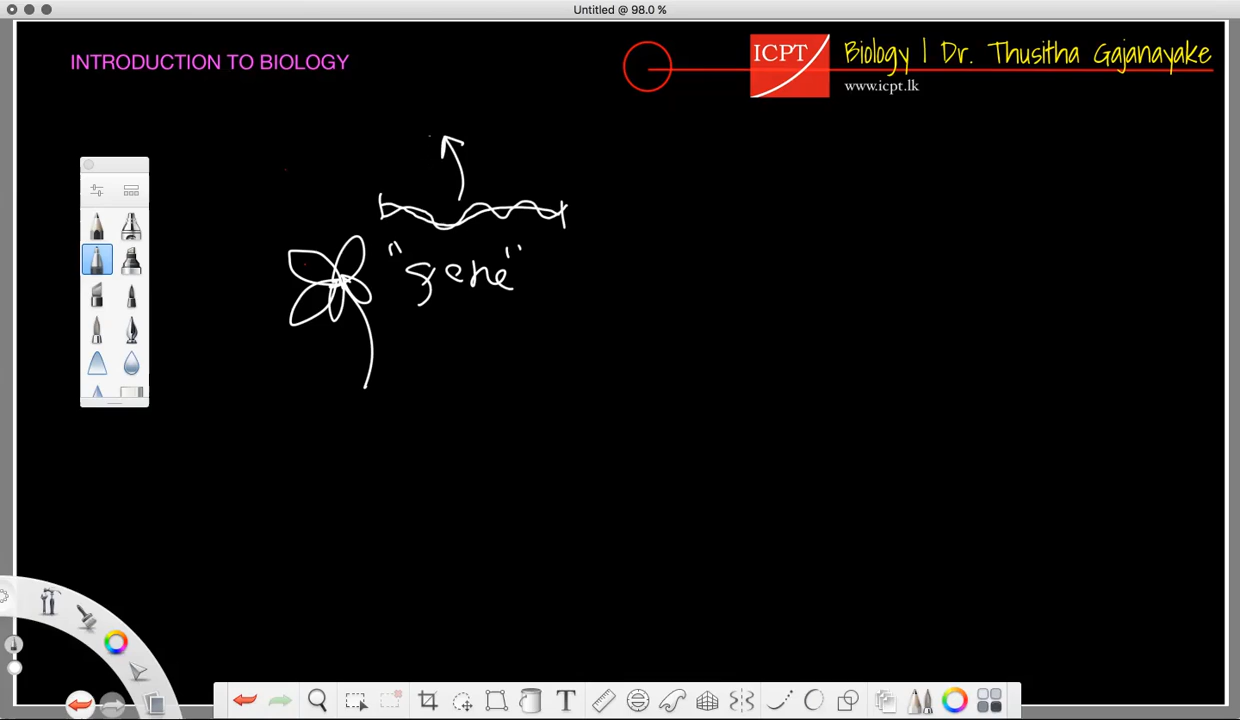 Untitled @ 98.0 %
INTRODUCTION TO BIOLOGY
ICPT
Biology | Dr. Thusitha Gajanayake
www.icpt.lk
"gene"
T